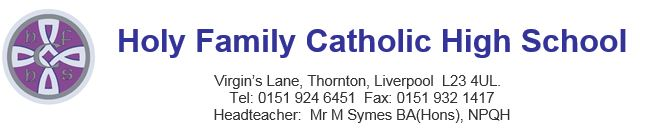 Holy Family Catholic High School
Virgin's Lane, Thornton, Liverpool  L23 4UL.
Tel: 0151 924 6451  Fax: 0151 932 1417
Headteacher:  Mr M Symes BA(Hons), NPQH
h f
C
h s